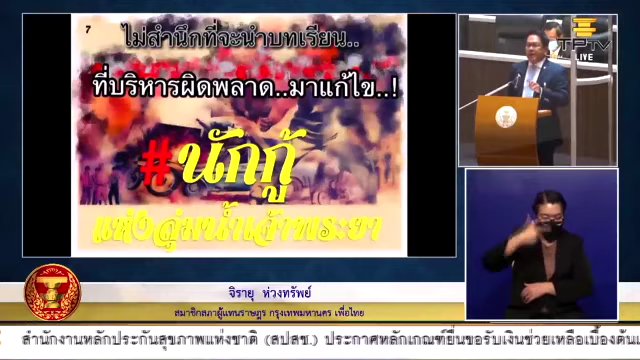 7
ไม่สำนึกที่จะนำบทเรียน..
ที่บริหารผิดพลาด..มาแก้ไข..!
#นักกู้
แห่งลุ่มน้ำเจ้าพระยา
TPTV
LIVE
จิรายุ ห่วงทรัพย์
สมาชิกสภาผู้แทนราษฎร กรุงเทพมหานคร เพื่อไทย
สำนักงานหลักประกันสุขภาพแห่งชาติ (สปสช.) ประกาศหลักเกณฑ์ยื่นขอรับเงินช่วยเหลือเบื้องต้น